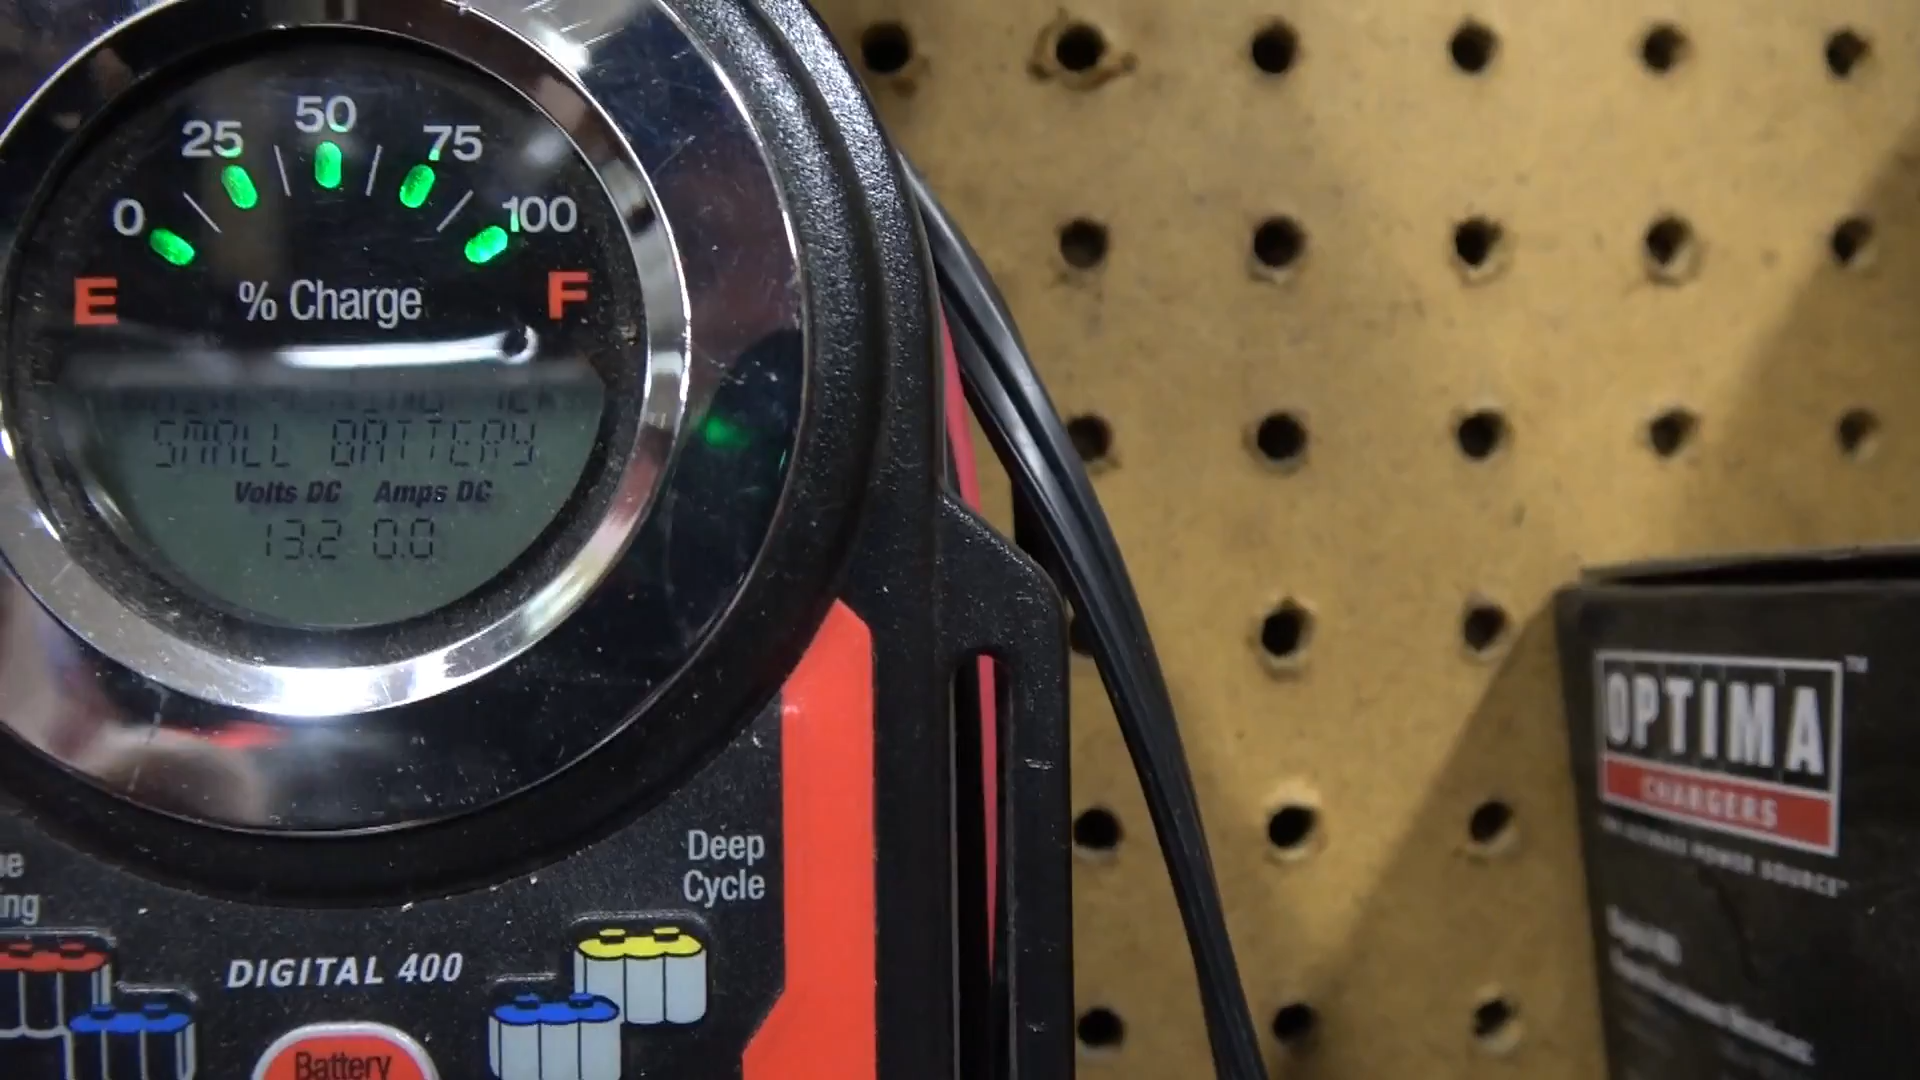 0 25 50 75 100
E % Charge F
SMALL BATTERY
Volts DC Amps DC
13.2 0.0
Deep
Cycle
DIGITAL 400
Battery
OPTIMA™
CHARGERS